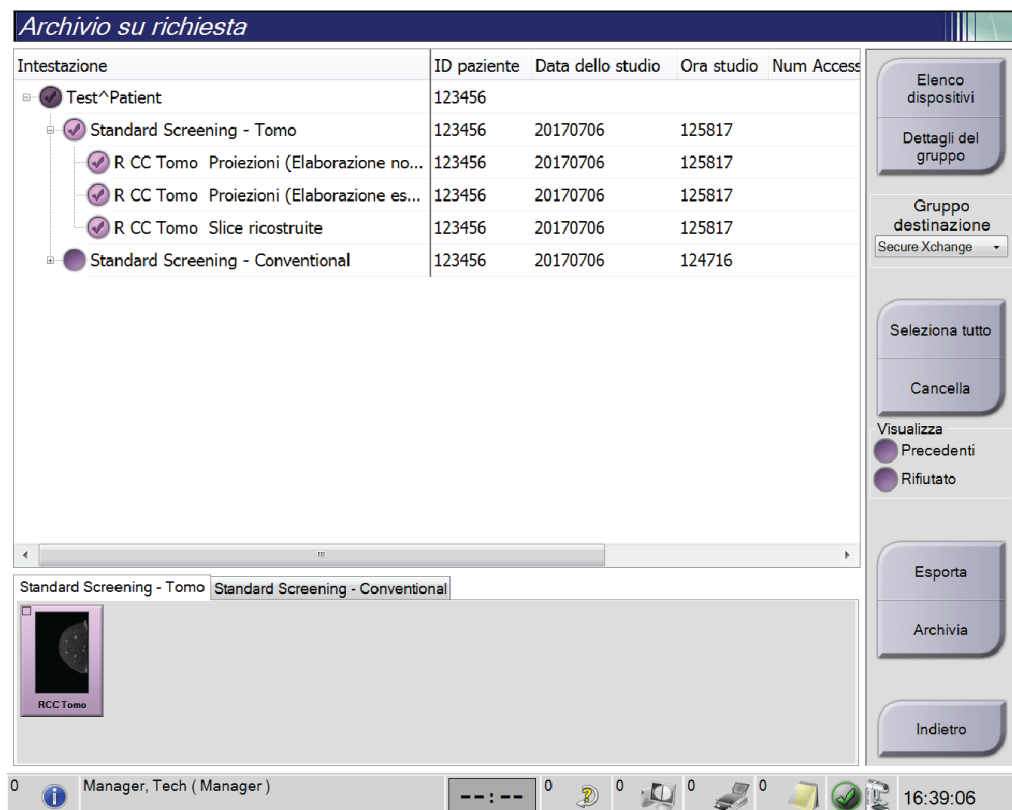 Archivio su richiesta
Intestazione ID paziente Data dello studio Ora studio Num Access
Test^Patient 123456
Standard Screening - Tomo 123456 20170706 125817
R CC Tomo Proiezioni (Elaborazione no... 123456 20170706 125817
R CC Tomo Proiezioni (Elaborazione es... 123456 20170706 125817
R CC Tomo Slice ricostruite 123456 20170706 125817
Standard Screening - Conventional 123456 20170706 124716
Elenco
dispositivi
Dettagli del
gruppo
Gruppo
destinazione
Secure Xchange
Seleziona tutto
Cancella
Visualizza
Precedenti
Rifiutato
Esporta
Archivia
Indietro
Standard Screening - Tomo Standard Screening - Conventional
RCC Tomo
0 Manager, Tech ( Manager ) --:-- 0 0 0 0 16:39:06